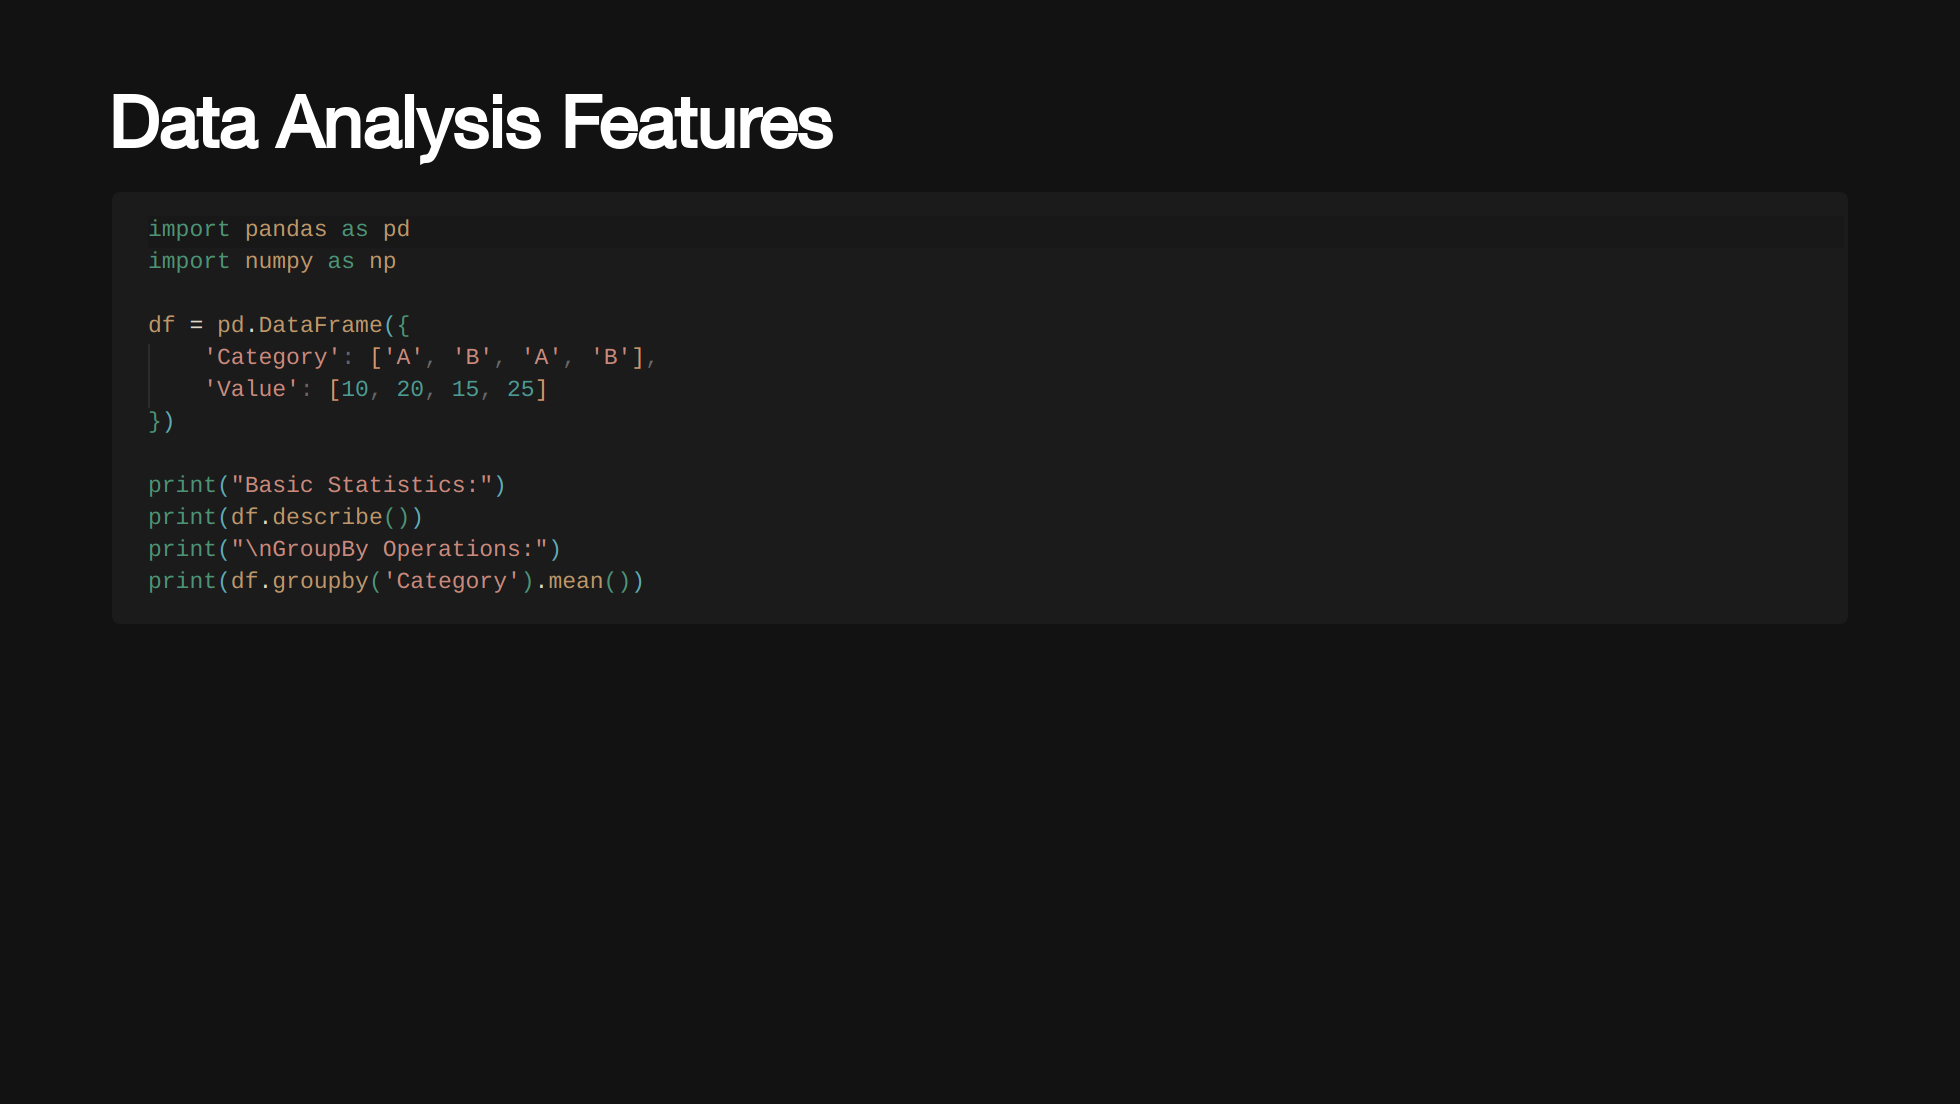 Data Analysis Features
import pandas as pd
import numpy as np
df = pd.DataFrame({
    'Category': ['A', 'B', 'A', 'B'],
    'Value': [10, 20, 15, 25]
})
print("Basic Statistics:")
print(df.describe())
print("\nGroupBy Operations:")
print(df.groupby('Category').mean())